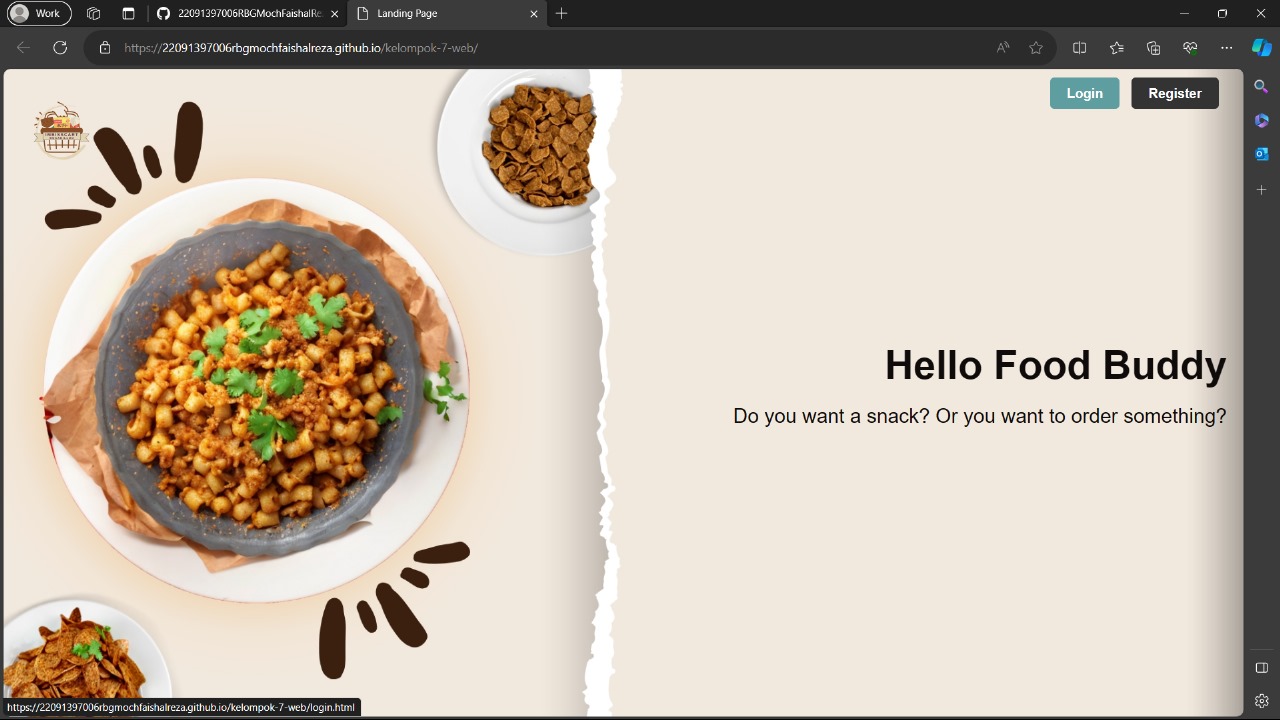 Work
22091397006RBGMochFaishalRe
Landing Page
https://22091397006rbgmochfaishalreza.github.io/kelompok-7-web/
Login
Register
Hello Food Buddy
Do you want a snack? Or you want to order something?
https://22091397006rbgmochfaishalreza.github.io/kelompok-7-web/login.html